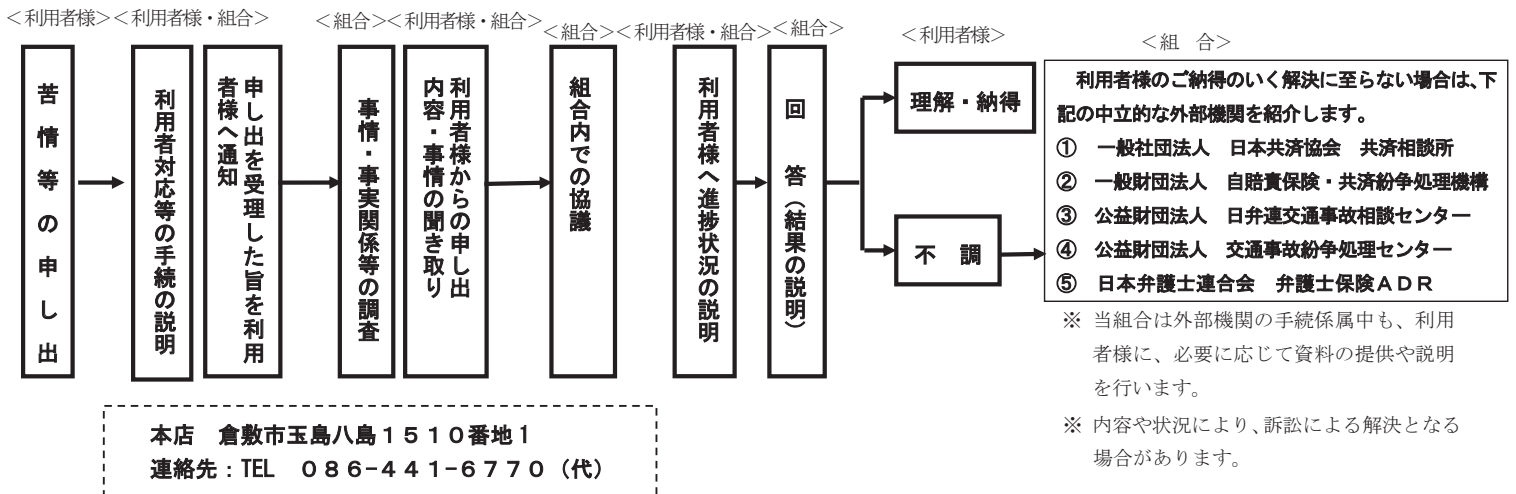 ＜利用者様＞
苦情等の申し出
＜利用者様・組合＞
利用者対応等の手続の説明
申し出を受理した旨を利用
者様へ通知
＜組合＞
事情・事実関係等の調査
＜利用者様・組合＞
利用者様からの申し出
内容・事情の聞き取り
＜組合＞
組合内での協議
＜利用者様・組合＞
利用者様へ進捗状況の説明
＜組合＞
回 答（結果の説明）
＜利用者様＞
理解・納得
不 調
＜組 合＞
利用者様のご納得のいく解決に至らない場合は、下
記の中立的な外部機関を紹介します。
① 一般社団法人 日本共済協会 共済相談所
② 一般財団法人 自賠責保険・共済紛争処理機構
③ 公益財団法人 日弁連交通事故相談センター
④ 公益財団法人 交通事故紛争処理センター
⑤ 日本弁護士連合会 弁護士保険ＡＤＲ
※ 当組合は外部機関の手続係属中も、利用
者様に、必要に応じて資料の提供や説明
を行います。
※ 内容や状況により、訴訟による解決となる
場合があります。
本店 倉敷市玉島八島１５１０番地１
連絡先：TEL ０８６-４４１-６７７０（代）